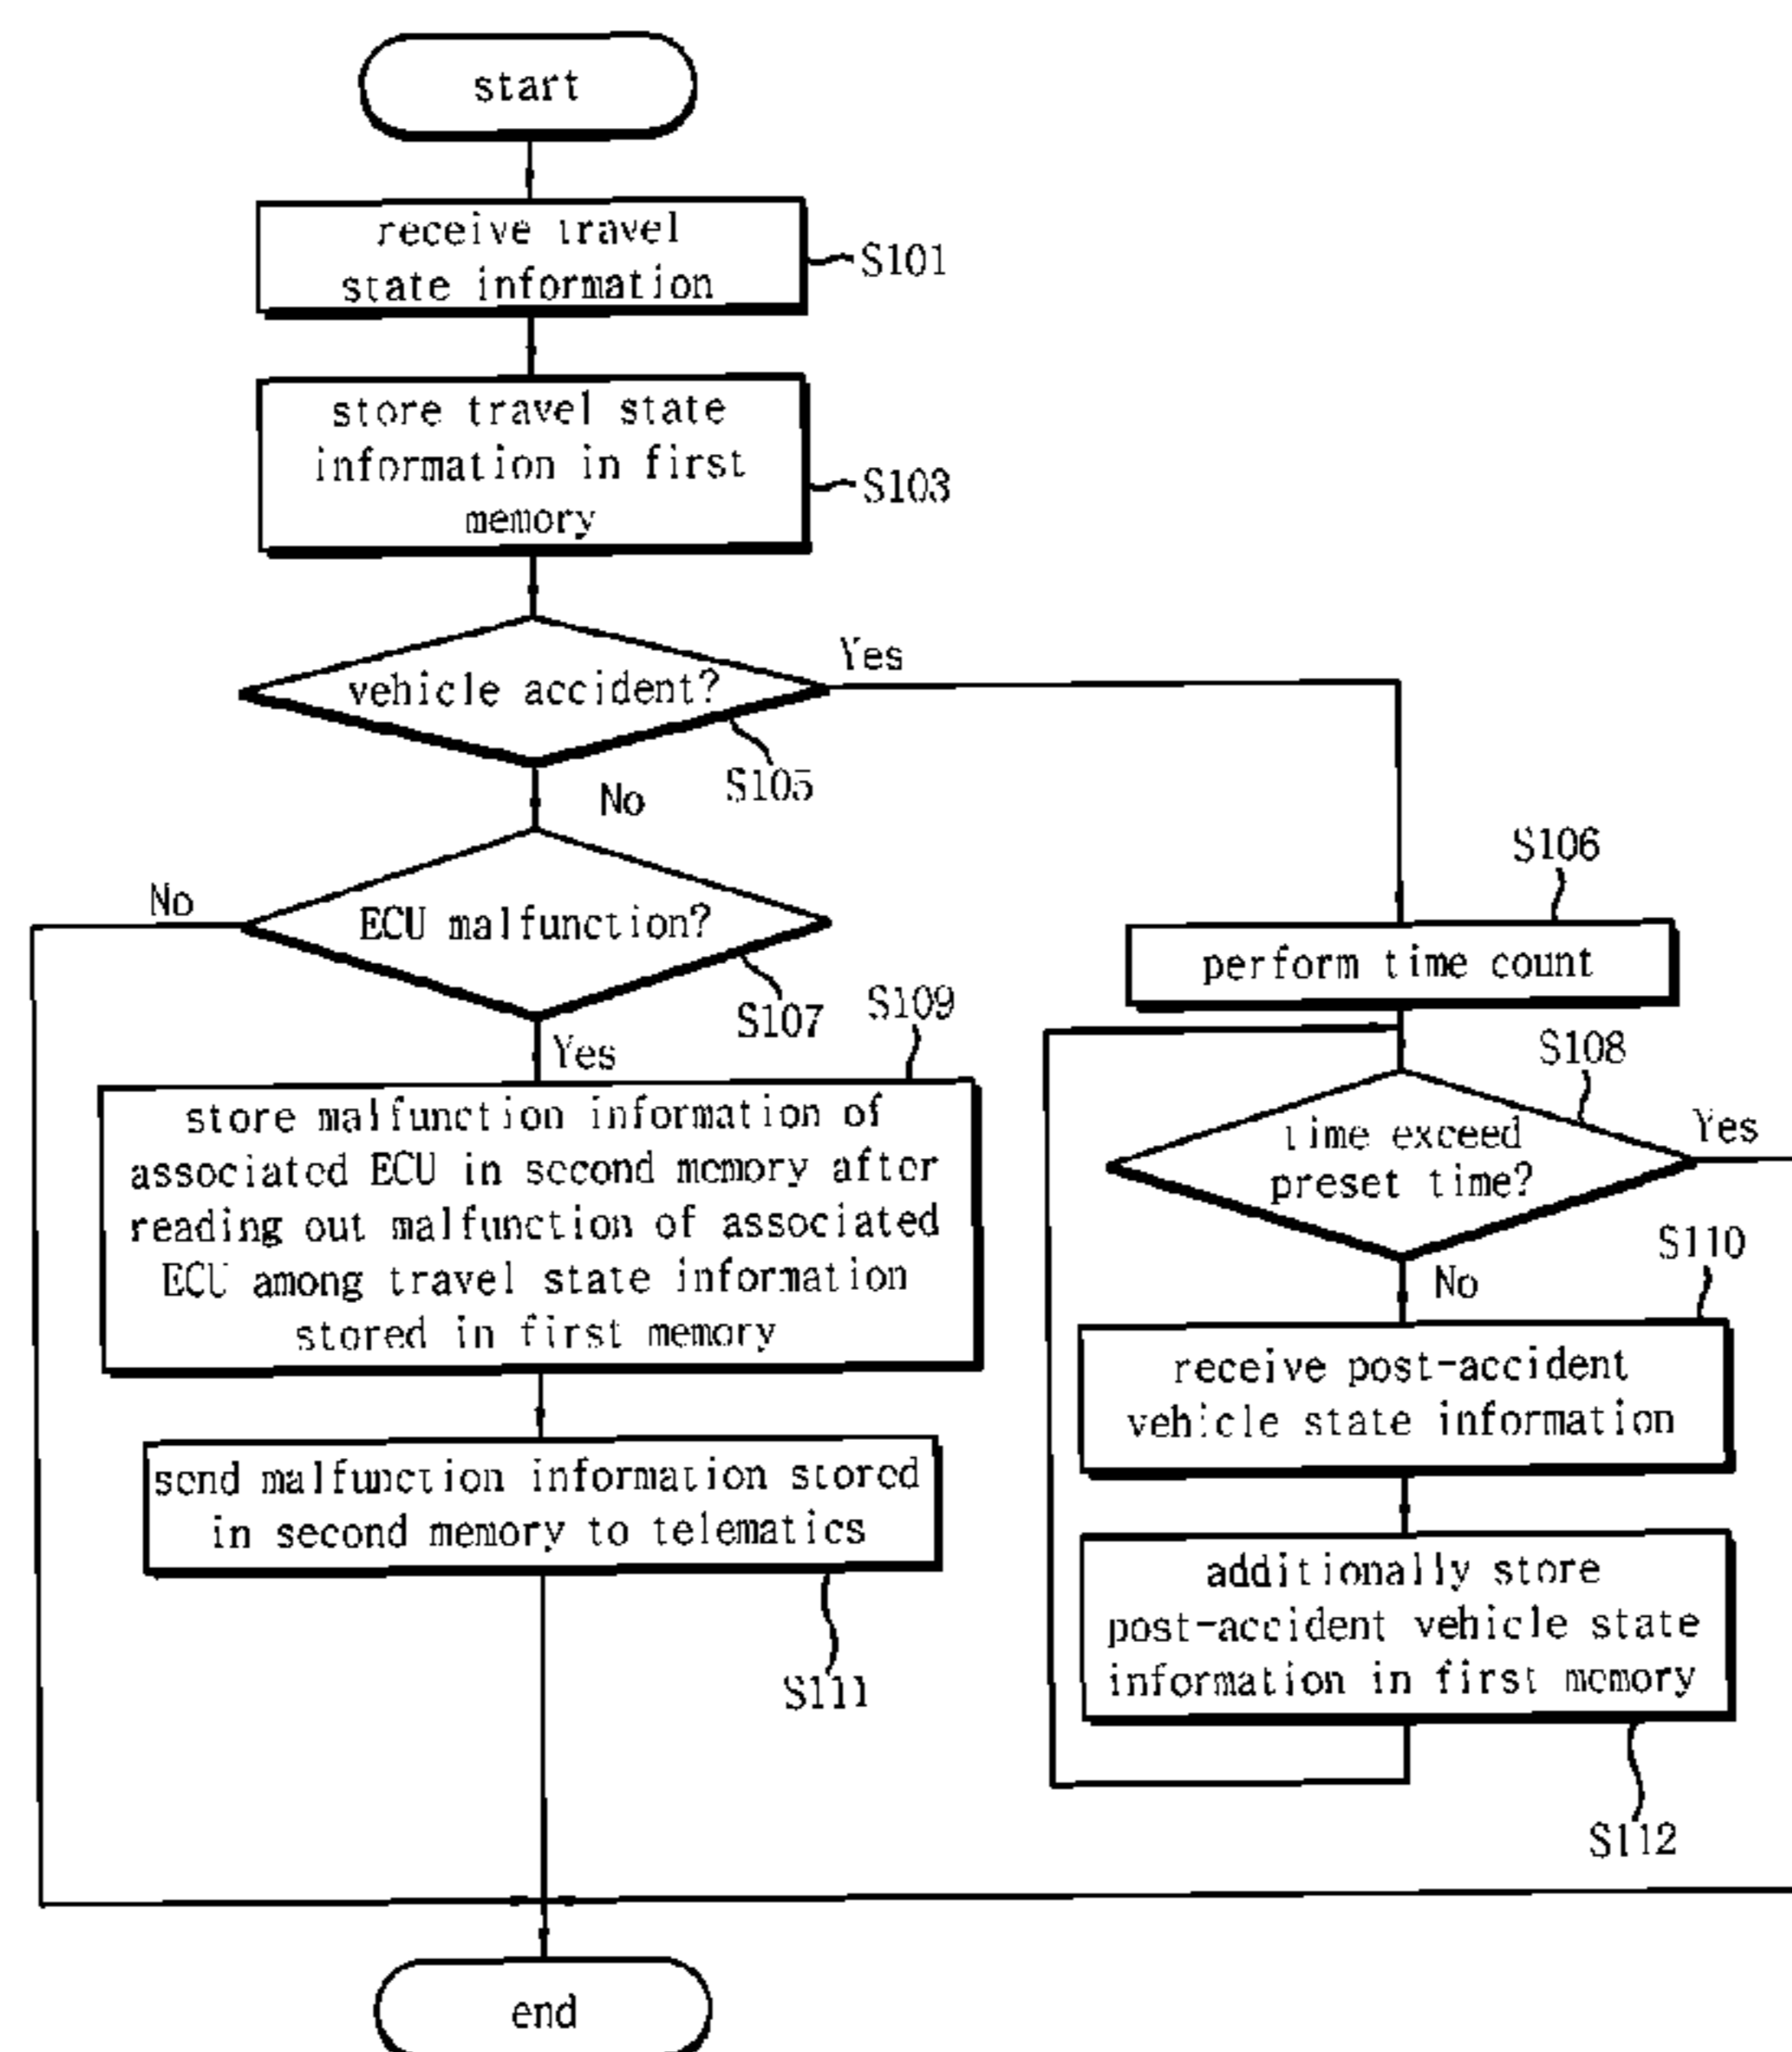 start
receive travel
state information
S101
store travel state
information in first
memory
S103
vehicle accident?
Yes
S105
No
ECU malfunction?
No
S107
Yes
S109
store malfunction information of
associated ECU in second memory after
reading out malfunction of associated
ECU among travel state information
stored in first memory
send malfunction information stored
in second memory to telematics
S111
S106
perform time count
S108
time exceed
preset time?
Yes
No
S110
receive post-accident
vehicle state information
additionally store
post-accident vehicle state
information in first memory
S112
end